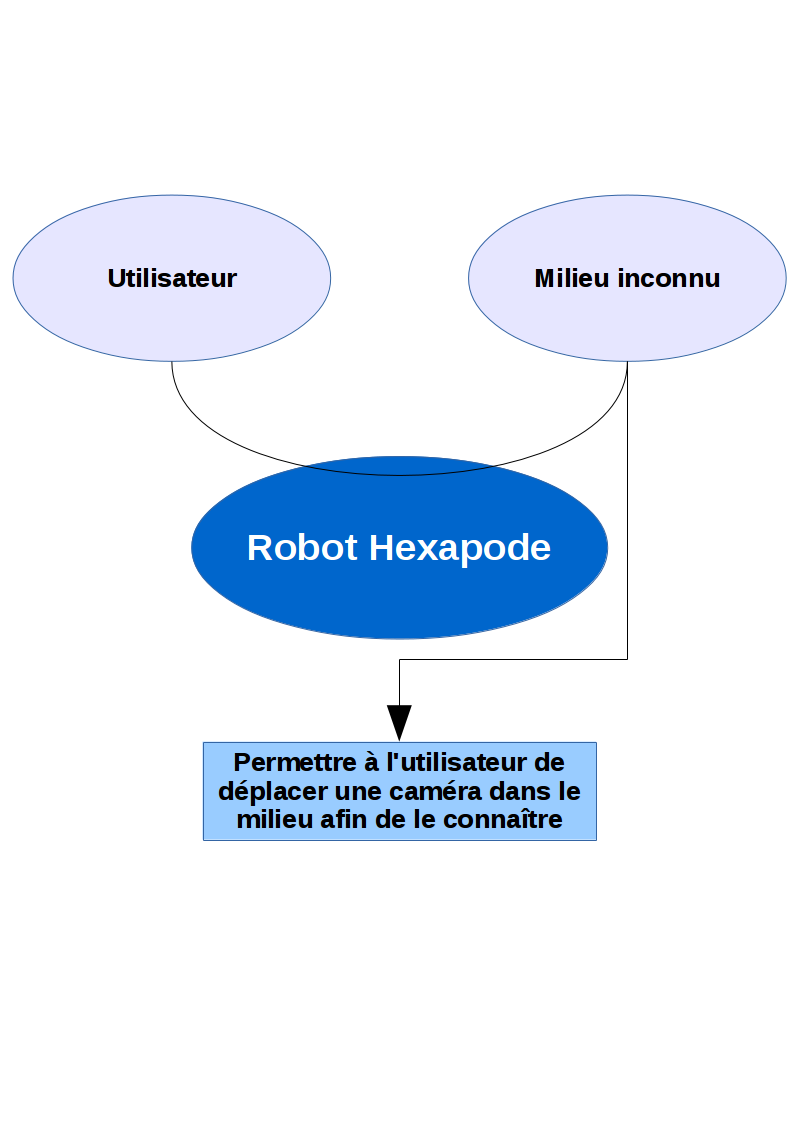 Utilisateur
Milieu inconnu
Robot Hexapode
Permettre à l'utilisateur de
déplacer une caméra dans le
milieu afin de le connaître